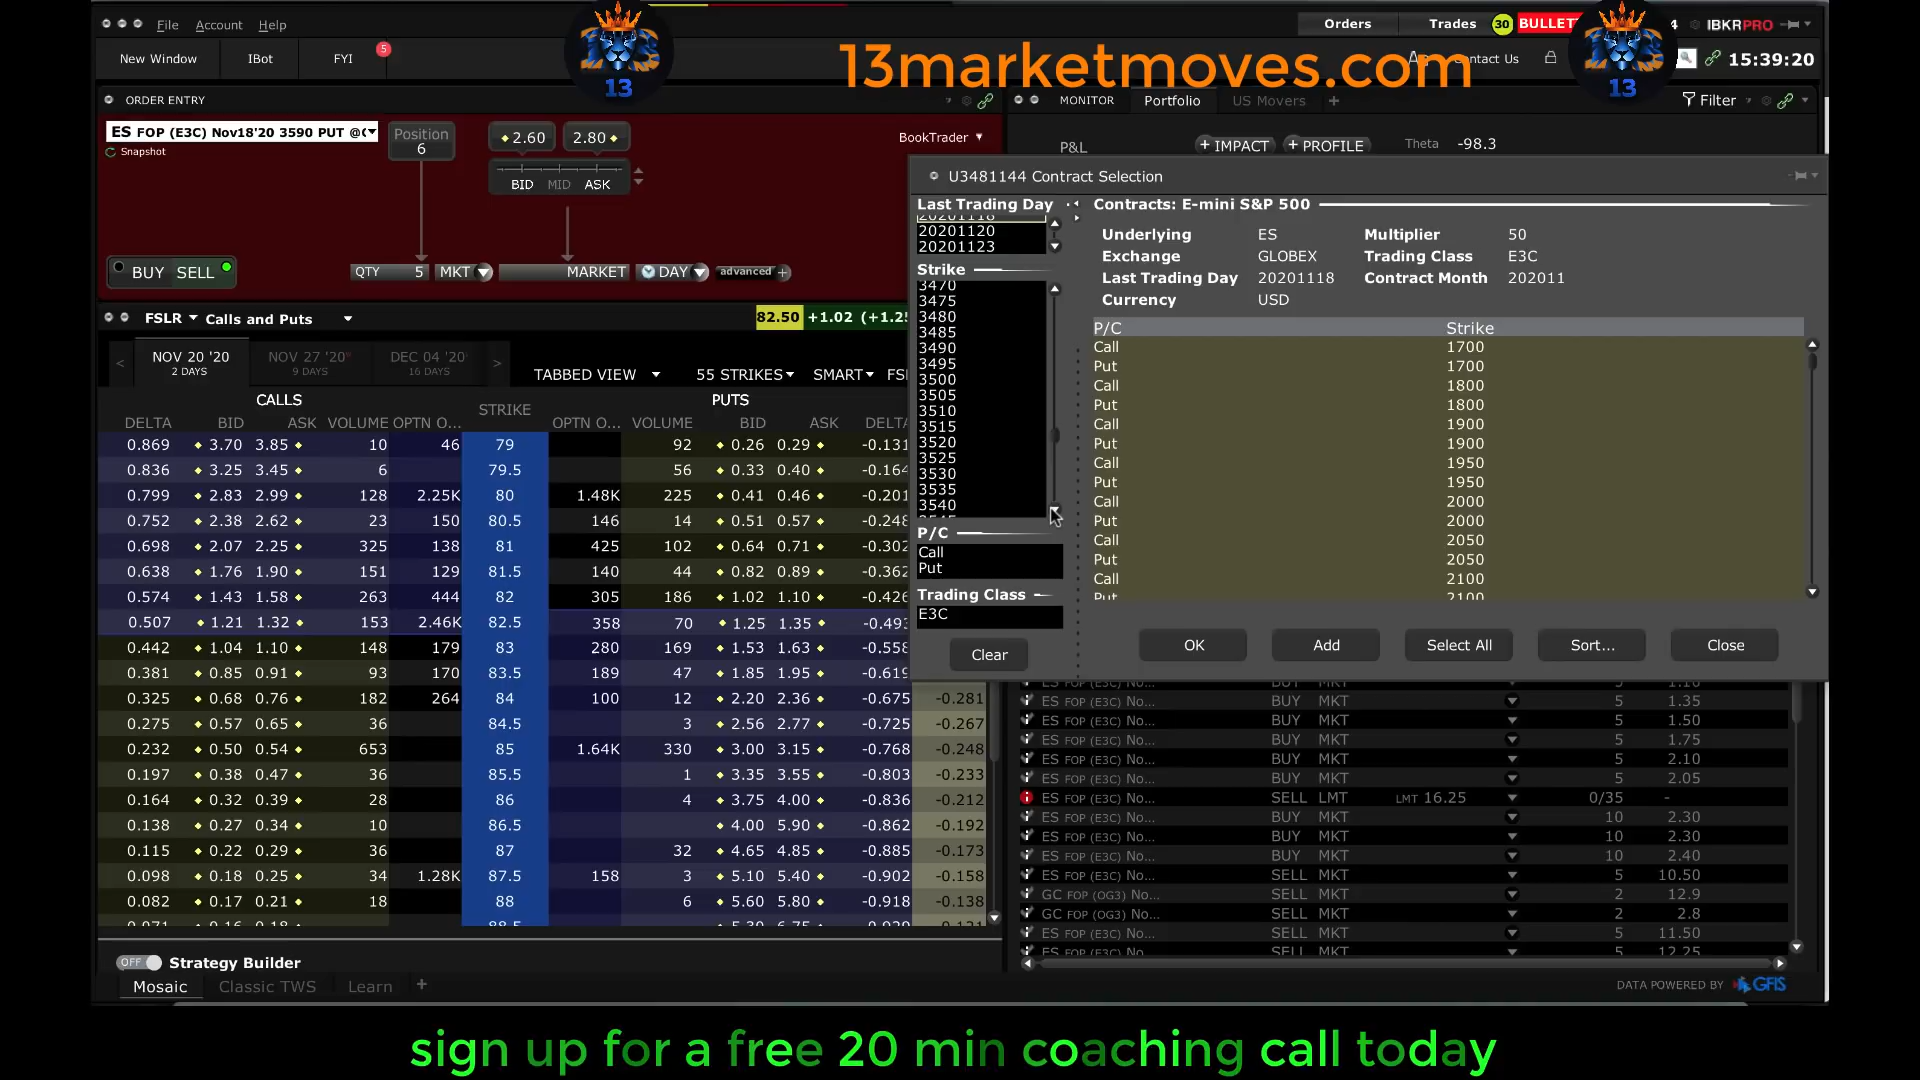 File Account Help
Orders Trades 30 BULLET 4 IBKRPRO
New Window IBot FYI 5
13marketmoves.com
Contact Us 15:39:20
13 13
ORDER ENTRY
MONITOR Portfolio US Movers +
Filter
ES FOP (E3C) Nov18'20 3590 PUT @(
Snapshot
Position
6
2.60 2.80
BID MID ASK
BookTrader
P&L + IMPACT + PROFILE Theta -98.3
BUY SELL QTY 5 MKT MARKET DAY advanced +
U3481144 Contract Selection
Last Trading Day
20201118
20201120
20201123
Strike
3470
3475
3480
3485
3490
3495
3500
3505
3510
3515
3520
3525
3530
3535
3540
P/C
Call
Put
Trading Class
E3C
Clear
Contracts: E-mini S&P 500
Underlying ES Multiplier 50
Exchange GLOBEX Trading Class E3C
Last Trading Day 20201118 Contract Month 202011
Currency USD
P/C Strike
Call 1700
Put 1700
Call 1800
Put 1800
Call 1900
Put 1900
Call 1950
Put 1950
Call 2000
Put 2000
Call 2050
Put 2050
Call 2100
Put 2100
OK Add Select All Sort... Close
FSLR Calls and Puts 82.50 +1.02 (+1.25
NOV 20 '20 NOV 27 '20 DEC 04 '20
2 DAYS 9 DAYS 16 DAYS
TABBED VIEW 55 STRIKES SMART FSL
CALLS STRIKE PUTS
DELTA BID ASK VOLUME OPTN O... OPTN O... VOLUME BID ASK DELTA
0.869 3.70 3.85 10 46 79 92 0.26 0.29 -0.131
0.836 3.25 3.45 6 79.5 56 0.33 0.40 -0.164
0.799 2.83 2.99 128 2.25K 80 1.48K 225 0.41 0.46 -0.201
0.752 2.38 2.62 23 150 80.5 146 14 0.51 0.57 -0.248
0.698 2.07 2.25 325 138 81 425 102 0.64 0.71 -0.302
0.638 1.76 1.90 151 129 81.5 140 44 0.82 0.89 -0.362
0.574 1.43 1.58 263 444 82 305 186 1.02 1.10 -0.426
0.507 1.21 1.32 153 2.46K 82.5 358 70 1.25 1.35 -0.493
0.442 1.04 1.10 148 179 83 280 169 1.53 1.63 -0.558
0.381 0.85 0.91 93 170 83.5 189 47 1.85 1.95 -0.619
0.325 0.68 0.76 182 264 84 100 12 2.20 2.36 -0.675 -0.281
0.275 0.57 0.65 36 84.5 3 2.56 2.77 -0.725 -0.267
0.232 0.50 0.54 653 85 1.64K 330 3.00 3.15 -0.768 -0.248
0.197 0.38 0.47 36 85.5 1 3.35 3.55 -0.803 -0.233
0.164 0.32 0.39 28 86 4 3.75 4.00 -0.836 -0.212
0.138 0.27 0.34 10 86.5 4.00 5.90 -0.862 -0.192
0.115 0.22 0.29 36 87 32 4.65 4.85 -0.885 -0.173
0.098 0.18 0.25 34 1.28K 87.5 158 3 5.10 5.40 -0.902 -0.158
0.082 0.17 0.21 18 88 6 5.60 5.80 -0.918 -0.138
ES FOP (E3C) No... BUY MKT 5 1.35
ES FOP (E3C) No... BUY MKT 5 1.50
ES FOP (E3C) No... BUY MKT 5 1.75
ES FOP (E3C) No... BUY MKT 5 2.10
ES FOP (E3C) No... BUY MKT 5 2.05
ES FOP (E3C) No... SELL LMT LMT 16.25 0/35 -
ES FOP (E3C) No... BUY MKT 10 2.30
ES FOP (E3C) No... BUY MKT 10 2.30
ES FOP (E3C) No... BUY MKT 10 2.40
ES FOP (E3C) No... SELL MKT 5 10.50
GC FOP (OG3) No... SELL MKT 2 12.9
GC FOP (OG3) No... SELL MKT 2 2.8
ES FOP (E3C) No... SELL MKT 5 11.50
ES FOP (E3C) No... SELL MKT 5 12.25
OFF Strategy Builder
Mosaic Classic TWS Learn +
DATA POWERED BY GFIS
sign up for a free 20 min coaching call today